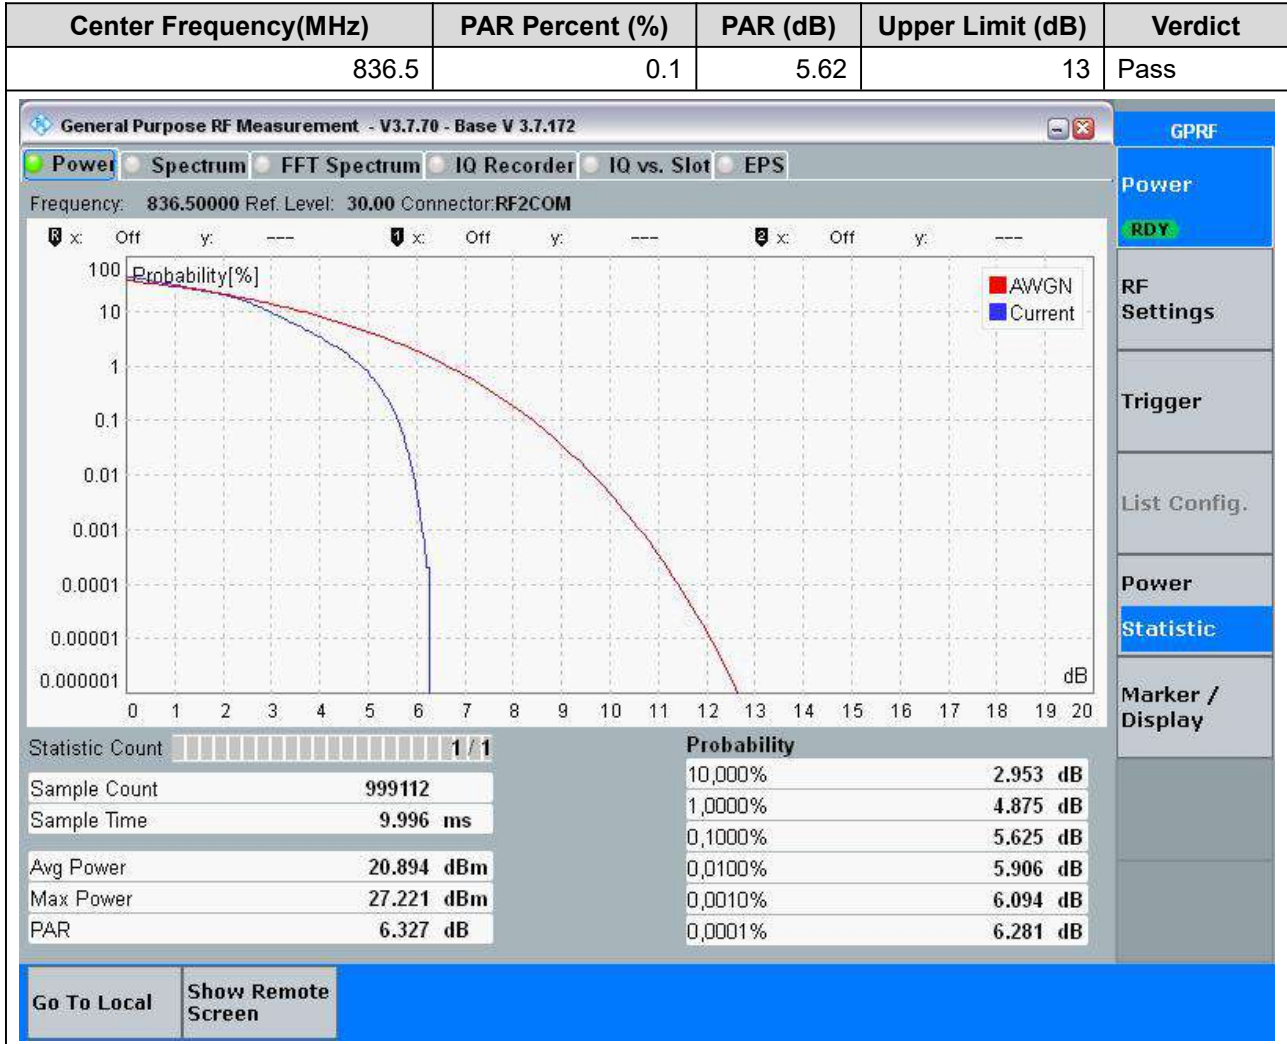 Center Frequency(MHz) PAR Percent (%) PAR (dB) Upper Limit (dB) Verdict
836.5 0.1 5.62 13 Pass
General Purpose RF Measurement - V3.7.70 - Base V 3.7.172
GPRF
Power Spectrum FFT Spectrum IQ Recorder IQ vs. Slot EPS
Power
RDY
Frequency: 836.50000 Ref. Level: 30.00 Connector:RF2COM
R x: Off y: --- 1 x: Off y: --- 2 x: Off y: ---
Probability[%]
AWGN
Current
100
10
1
0.1
0.01
0.001
0.0001
0.00001
0.000001
dB
0 1 2 3 4 5 6 7 8 9 10 11 12 13 14 15 16 17 18 19 20
RF
Settings
Trigger
List Config.
Power
Statistic
Marker /
Display
Statistic Count 1 / 1
Sample Count 999112
Sample Time 9.996 ms
Avg Power 20.894 dBm
Max Power 27.221 dBm
PAR 6.327 dB
Probability
10,000% 2.953 dB
1,0000% 4.875 dB
0,1000% 5.625 dB
0,0100% 5.906 dB
0,0010% 6.094 dB
0,0001% 6.281 dB
Go To Local
Show Remote
Screen